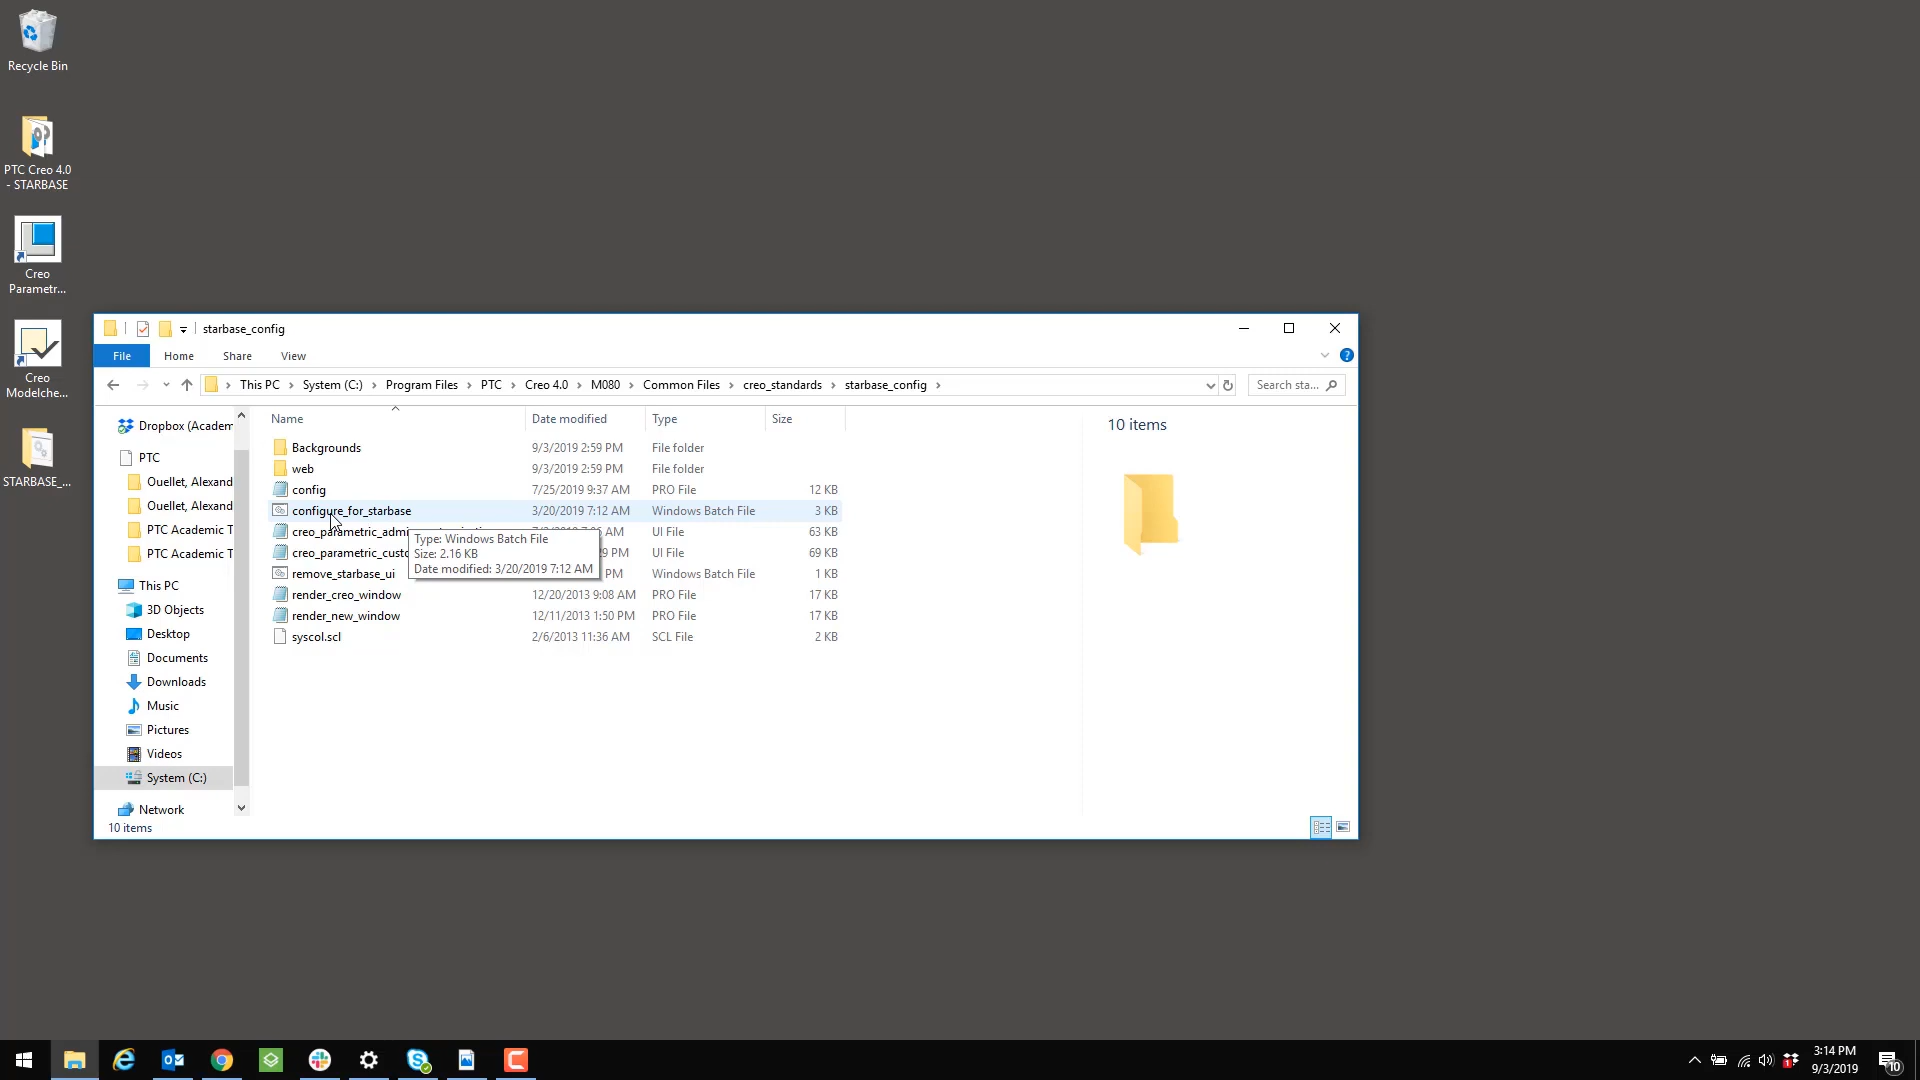 Recycle Bin
PTC Creo 4.0
- STARBASE
Creo
Parametr...
Creo
Modelche...
STARBASE_...
starbase_config
File
Home
Share
View
This PC
System (C:)
Program Files
PTC
Creo 4.0
M080
Common Files
creo_standards
starbase_config
Search sta...
Dropbox (Academ
PTC
Ouellet, Alexand
Ouellet, Alexand
PTC Academic T
PTC Academic T
This PC
3D Objects
Desktop
Documents
Downloads
Music
Pictures
Videos
System (C:)
Network
10 items
Name Date modified Type Size
Backgrounds 9/3/2019 2:59 PM File folder
web 9/3/2019 2:59 PM File folder
config 7/25/2019 9:37 AM PRO File 12 KB
configure_for_starbase 3/20/2019 7:12 AM Windows Batch File 3 KB
creo_parametric_admi AM UI File 63 KB
creo_parametric_custo PM UI File 69 KB
remove_starbase_ui PM Windows Batch File 1 KB
render_creo_window 12/20/2013 9:08 AM PRO File 17 KB
render_new_window 12/11/2013 1:50 PM PRO File 17 KB
syscol.scl 2/6/2013 11:36 AM SCL File 2 KB
Type: Windows Batch File
Size: 2.16 KB
Date modified: 3/20/2019 7:12 AM
10 items
3:14 PM
9/3/2019
10